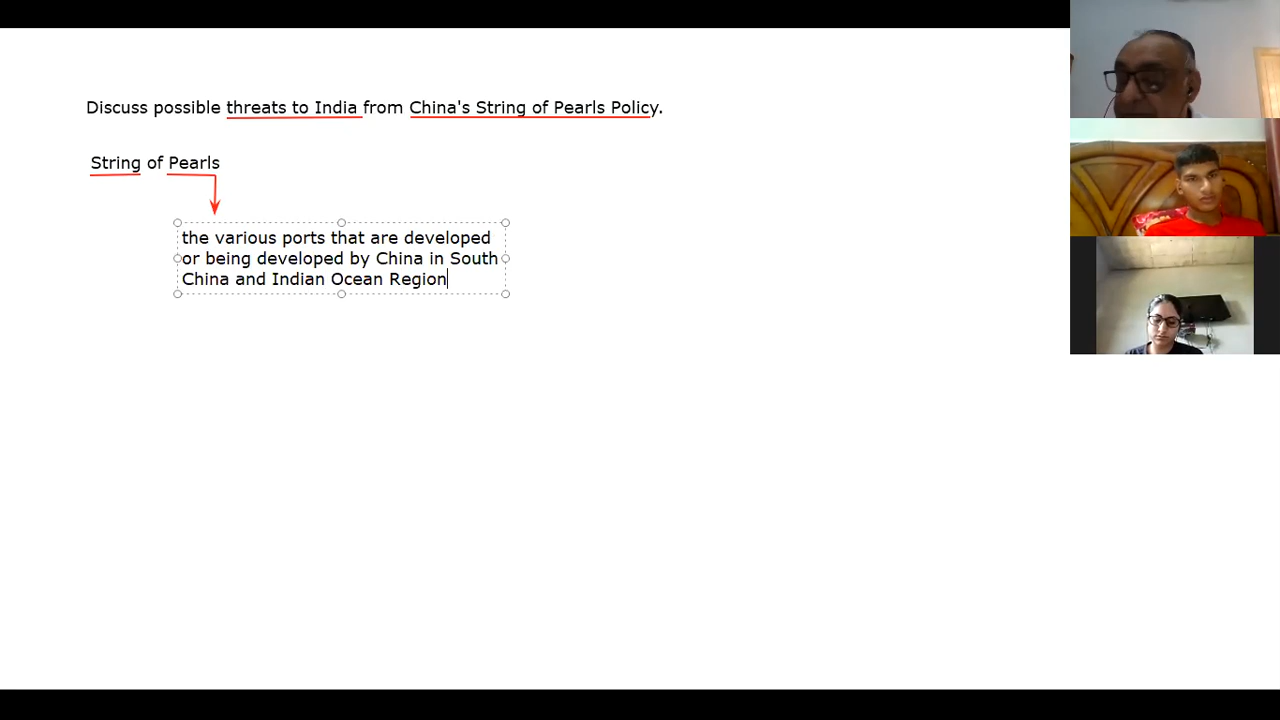 Discuss possible threats to India from China's String of Pearls Policy.
String of Pearls
the various ports that are developed
or being developed by China in South
China and Indian Ocean Region